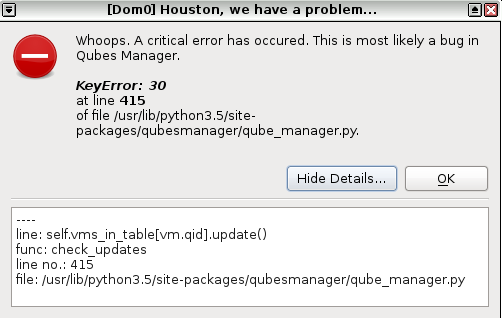 [Dom0] Houston, we have a problem...
Whoops. A critical error has occured. This is most likely a bug in
Qubes Manager.
KeyError: 30
at line 415
of file /usr/lib/python3.5/site-
packages/qubesmanager/qube_manager.py.
Hide Details...
OK
----
line: self.vms_in_table[vm.qid].update()
func: check_updates
line no.: 415
file: /usr/lib/python3.5/site-packages/qubesmanager/qube_manager.py